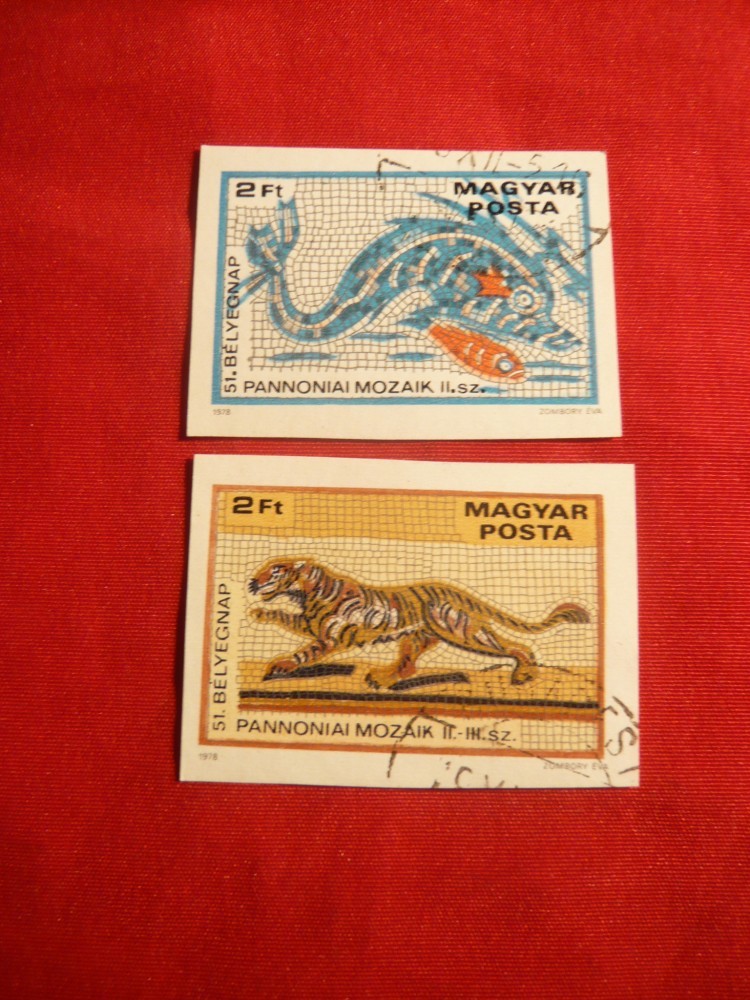 2 Ft
MAGYAR
POSTA
51. BÉLYEGNAP
PANNONIAI MOZAIK II.sz.
1978
ZOMBORY ÉVA
2 Ft
MAGYAR
POSTA
51. BÉLYEGNAP
PANNONIAI MOZAIK II.-III.sz.
1978
ZOMBORY ÉVA